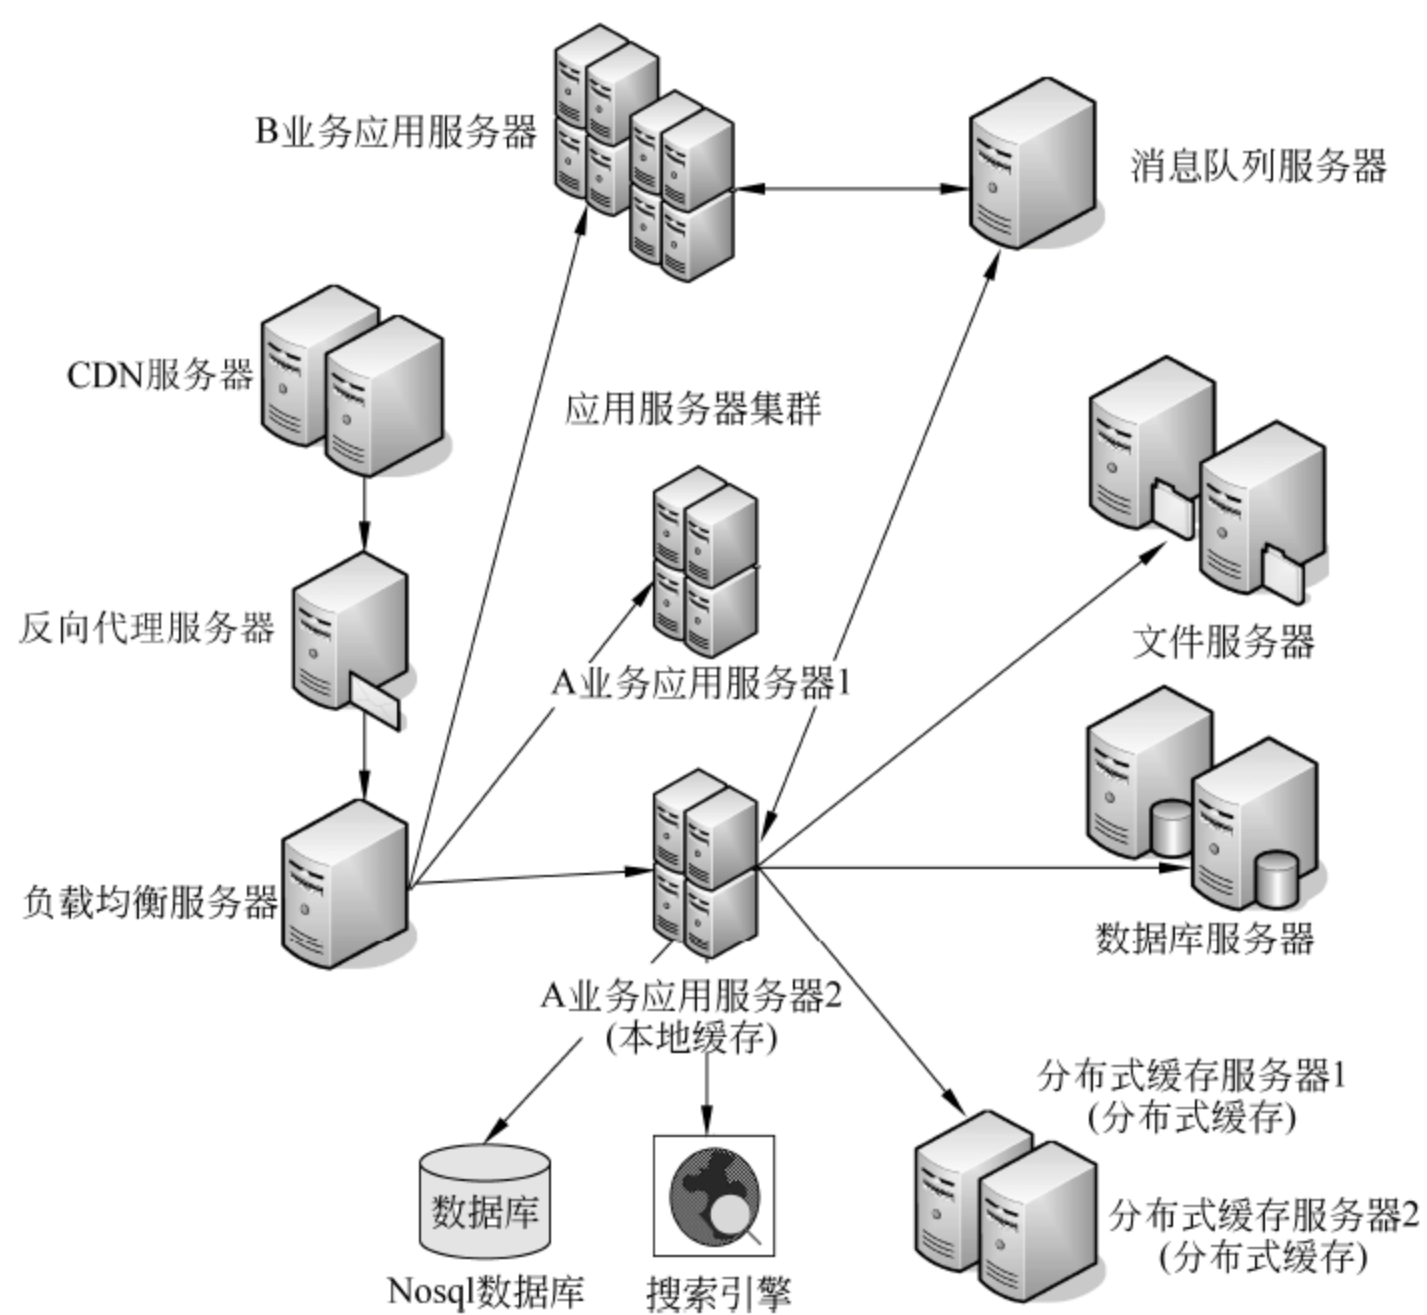 B业务应用服务器
消息队列服务器
CDN服务器
应用服务器集群
反向代理服务器
文件服务器
A业务应用服务器1
负载均衡服务器
数据库服务器
A业务应用服务器2
(本地缓存)
分布式缓存服务器1
(分布式缓存)
数据库
分布式缓存服务器2
(分布式缓存)
Nosql数据库
搜索引擎